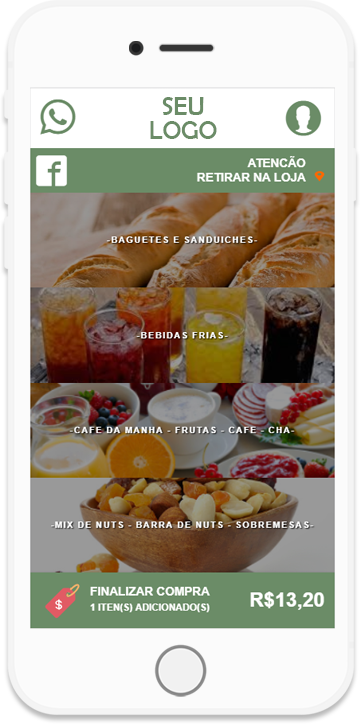 SEU
LOGO
ATENCÃO
RETIRAR NA LOJA
-BAGUETES E SANDUICHES-
-BEBIDAS FRIAS-
-CAFE DA MANHA - FRUTAS - CAFE - CHA-
-MIX DE NUTS - BARRA DE NUTS - SOBREMESAS-
$
FINALIZAR COMPRA
1 ITEN(S) ADICIONADO(S)
R$13,20